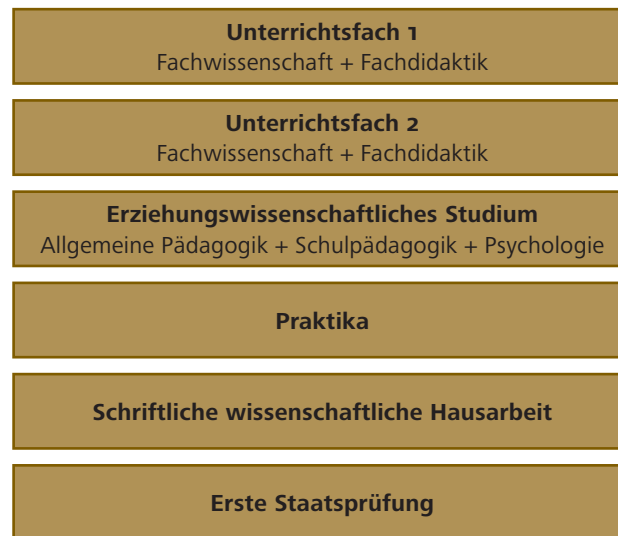 Unterrichtsfach 1
Fachwissenschaft + Fachdidaktik
Unterrichtsfach 2
Fachwissenschaft + Fachdidaktik
Erziehungswissenschaftliches Studium
Allgemeine Pädagogik + Schulpädagogik + Psychologie
Praktika
Schriftliche wissenschaftliche Hausarbeit
Erste Staatsprüfung